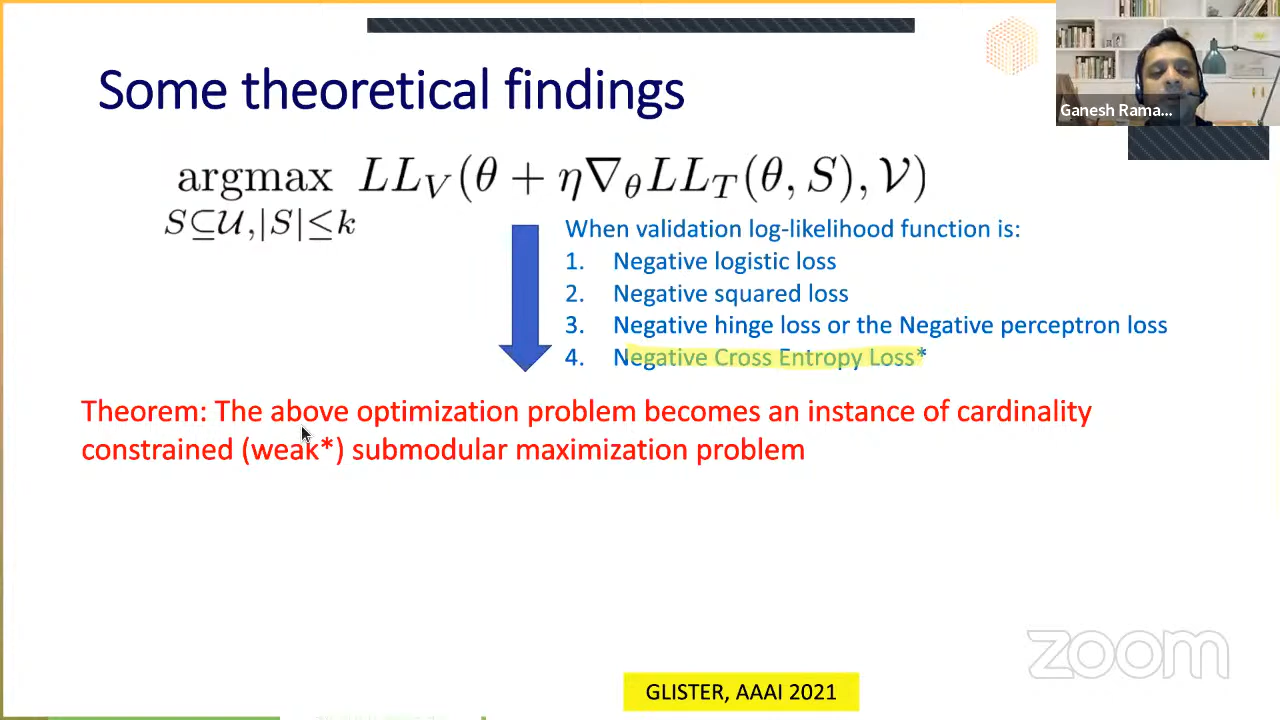 Some theoretical findings
Ganesh Rama...
argmax LL_V(θ + η∇_θLL_T(θ, S), 𝒱)
S⊆𝒰,|S|≤k
When validation log-likelihood function is:
1. Negative logistic loss
2. Negative squared loss
3. Negative hinge loss or the Negative perceptron loss
4. Negative Cross Entropy Loss*
Theorem: The above optimization problem becomes an instance of cardinality
constrained (weak*) submodular maximization problem
zoom
GLISTER, AAAI 2021